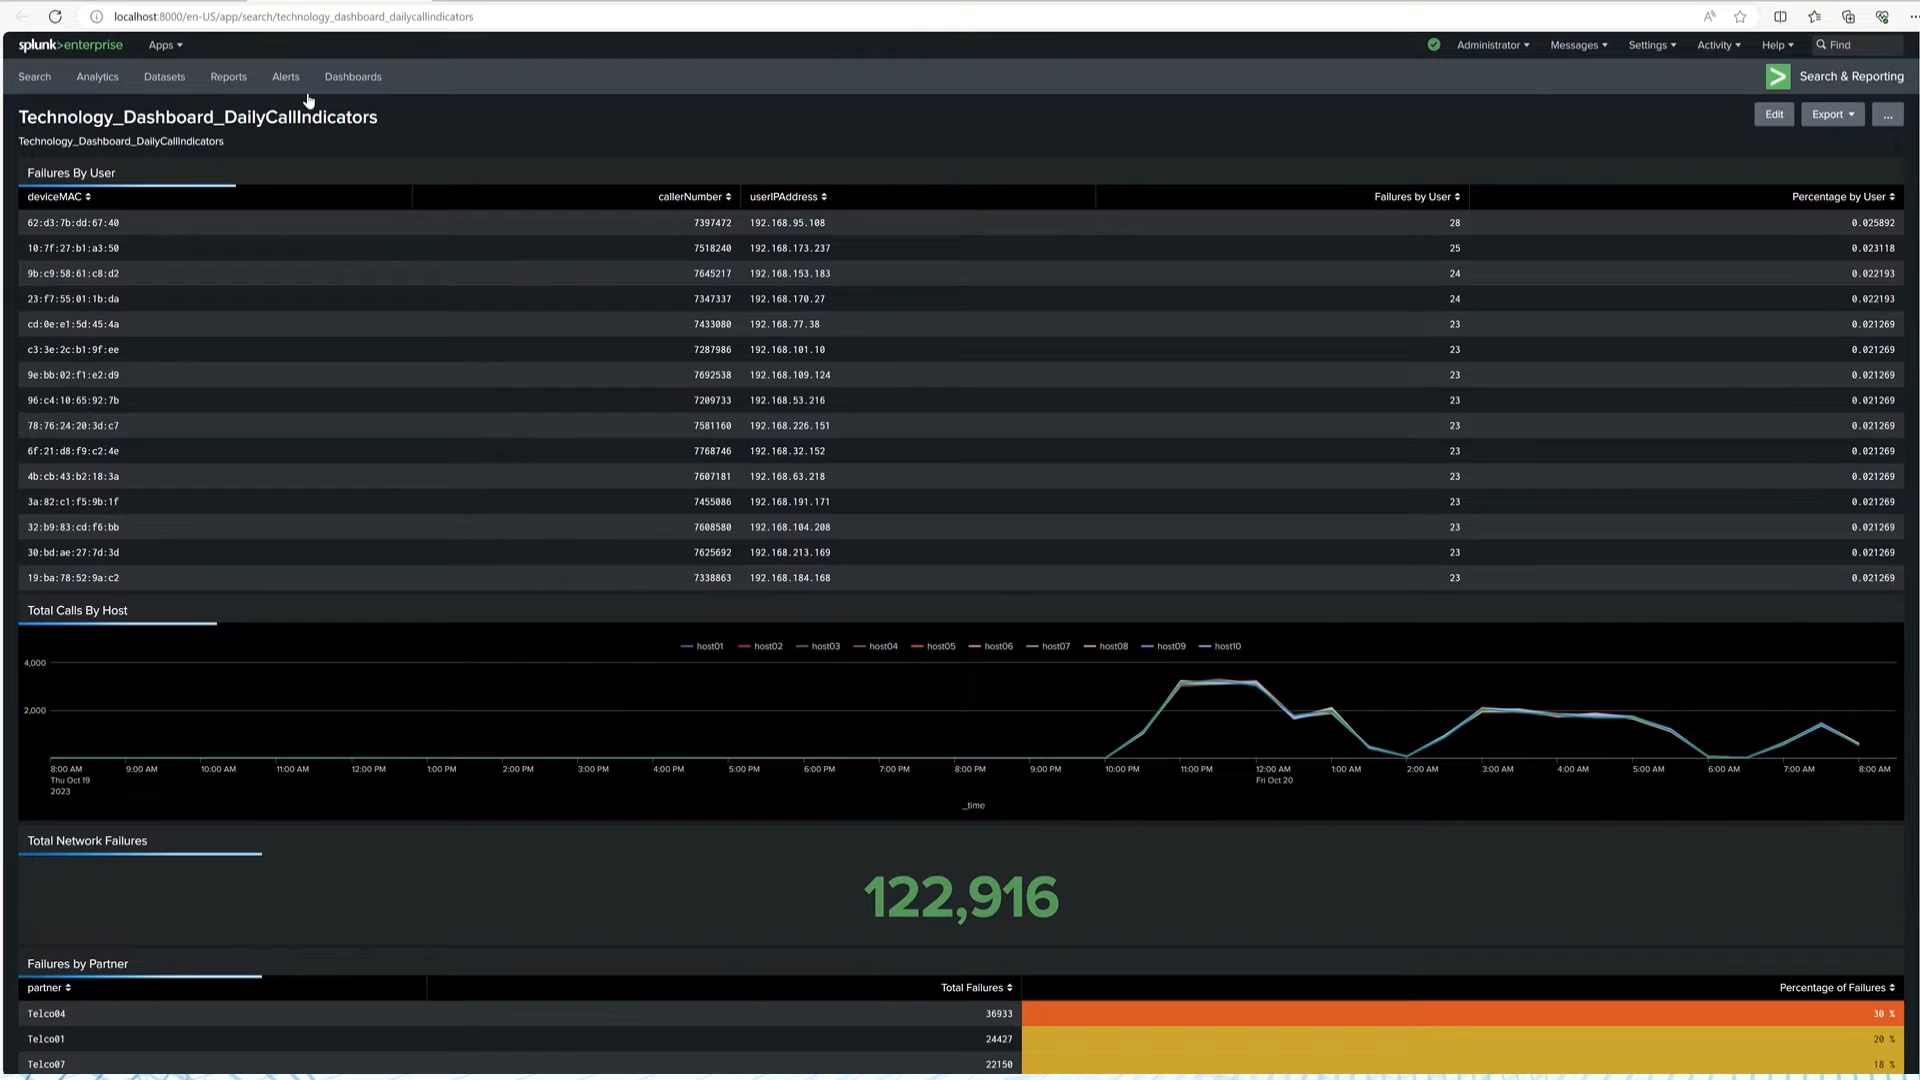 localhost:8000/en-US/app/search/technology_dashboard_dailycallindicators
splunk>enterprise Apps Administrator Messages Settings Activity Help Find
Search Analytics Datasets Reports Alerts Dashboards Search & Reporting
Technology_Dashboard_DailyCallIndicators Edit Export ...
Technology_Dashboard_DailyCallIndicators
Failures By User
deviceMAC callerNumber userIPAddress Failures by User Percentage by User
62:d3:7b:dd:67:40 7397472 192.168.95.108 28 0.025892
10:7f:27:b1:a3:50 7518240 192.168.173.237 25 0.023118
9b:c9:58:61:c8:d2 7645217 192.168.153.183 24 0.022193
23:f7:55:01:1b:da 7347337 192.168.170.27 24 0.022193
cd:0e:e1:5d:45:4a 7433080 192.168.77.38 23 0.021269
c3:3e:2c:b1:9f:ee 7287986 192.168.101.10 23 0.021269
9e:bb:02:f1:e2:d9 7692538 192.168.109.124 23 0.021269
96:c4:10:65:92:7b 7209733 192.168.53.216 23 0.021269
78:76:24:20:3d:c7 7581160 192.168.226.151 23 0.021269
6f:21:d8:f9:c2:4e 7768746 192.168.32.152 23 0.021269
4b:cb:43:b2:18:3a 7607181 192.168.63.218 23 0.021269
3a:82:c1:f5:9b:1f 7455086 192.168.191.171 23 0.021269
32:b9:83:cd:f6:bb 7608580 192.168.104.208 23 0.021269
30:bd:ae:27:7d:3d 7625692 192.168.213.169 23 0.021269
19:ba:78:52:9a:c2 7338863 192.168.184.168 23 0.021269
Total Calls By Host
host01 host02 host03 host04 host05 host06 host07 host08 host09 host10
4,000
2,000
8:00 AM 9:00 AM 10:00 AM 11:00 AM 12:00 PM 1:00 PM 2:00 PM 3:00 PM 4:00 PM 5:00 PM 6:00 PM 7:00 PM 8:00 PM 9:00 PM 10:00 PM 11:00 PM 12:00 AM 1:00 AM 2:00 AM 3:00 AM 4:00 AM 5:00 AM 6:00 AM 7:00 AM 8:00 AM
Thu Oct 19 Fri Oct 20
2023
_time
Total Network Failures
122,916
Failures by Partner
partner Total Failures Percentage of Failures
Telco04 36933 30 %
Telco01 24427 20 %
Telco07 22150 18 %